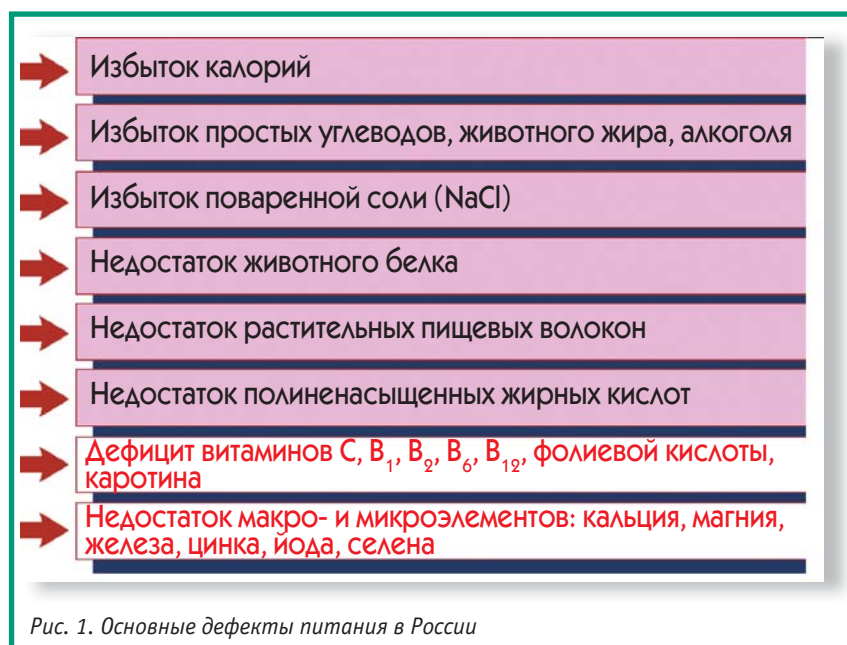 Избыток калорий
Избыток простых углеводов, животного жира, алкоголя
Избыток поваренной соли (NaCl)
Недостаток животного белка
Недостаток растительных пищевых волокон
Недостаток полиненасыщенных жирных кислот
Дефицит витаминов C, B₁, B₂, B₆, B₁₂, фолиевой кислоты,
каротина
Недостаток макро- и микроэлементов: кальция, магния,
железа, цинка, йода, селена
Рис. 1. Основные дефекты питания в России